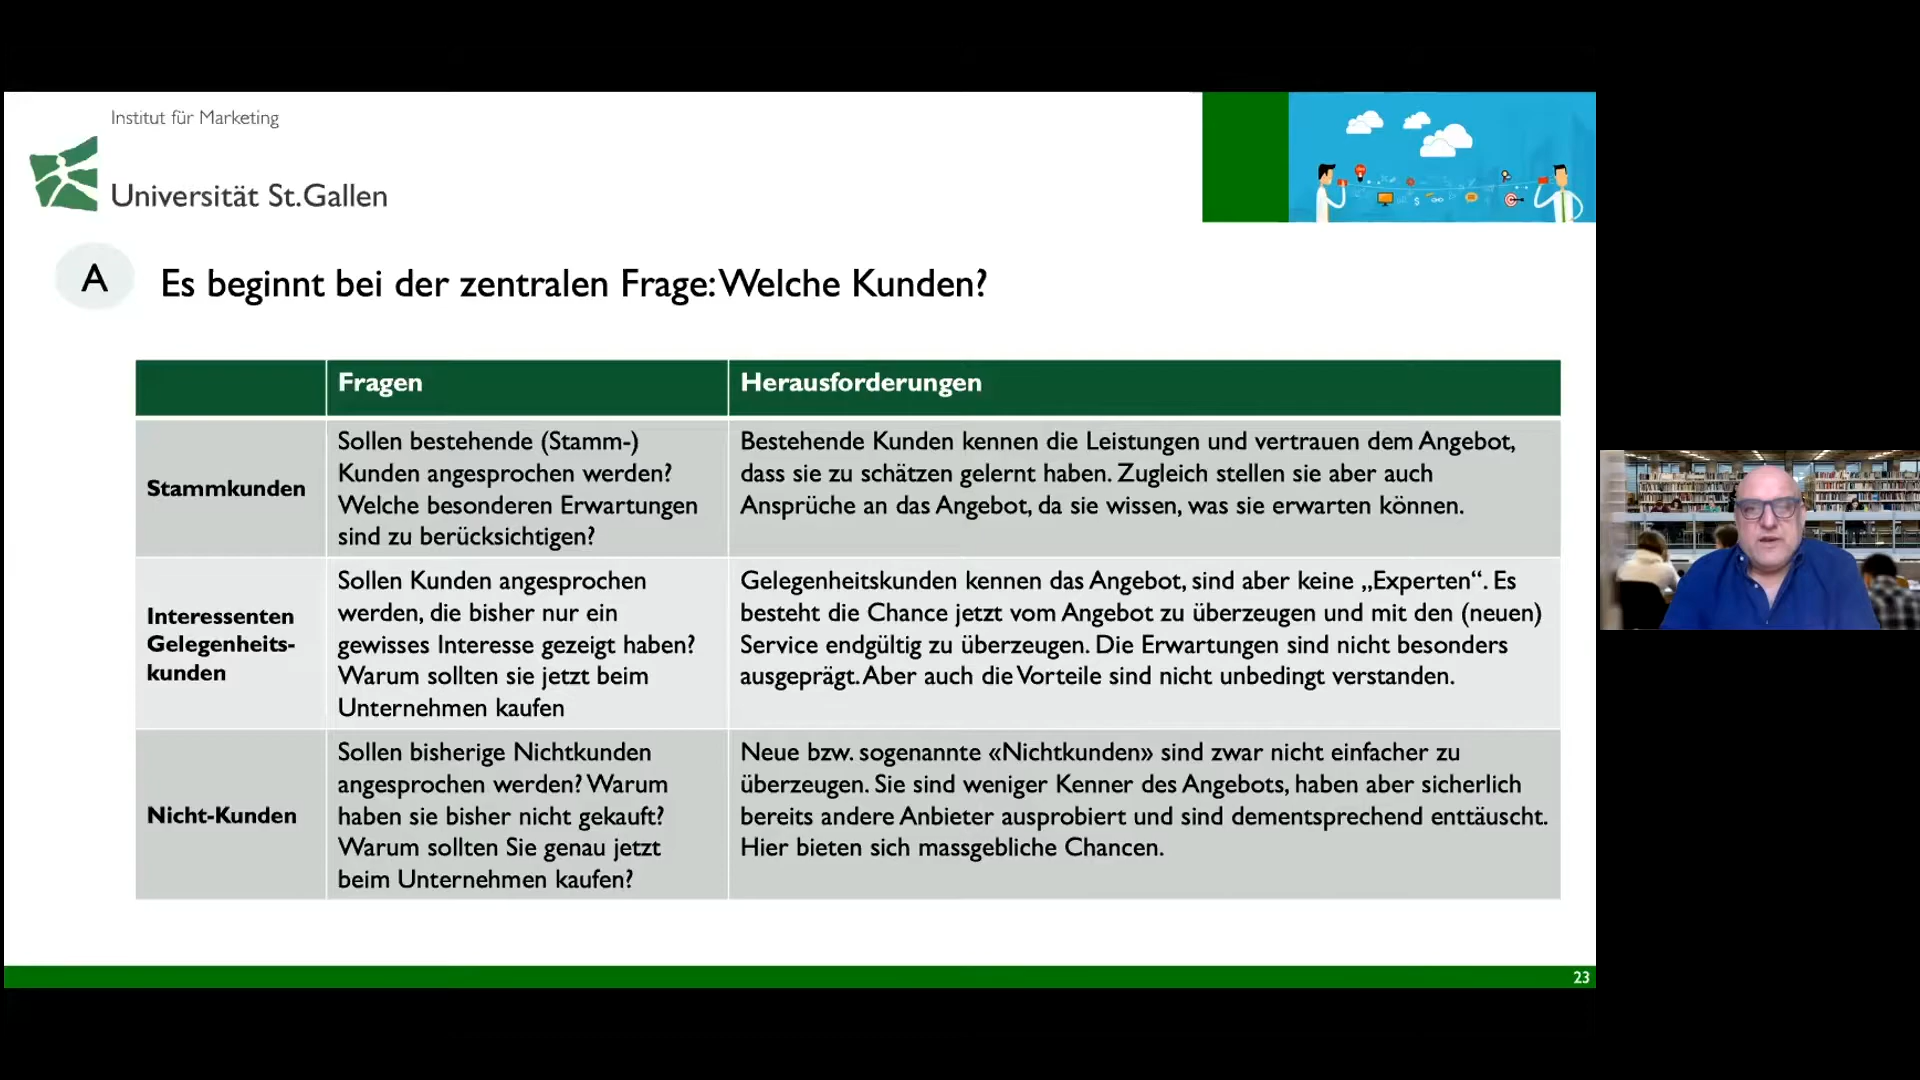 Institut für Marketing
Universität St.Gallen
A
Es beginnt bei der zentralen Frage: Welche Kunden?
Fragen
Herausforderungen
Stammkunden
Sollen bestehende (Stamm-)
Kunden angesprochen werden?
Welche besonderen Erwartungen
sind zu berücksichtigen?
Bestehende Kunden kennen die Leistungen und vertrauen dem Angebot,
dass sie zu schätzen gelernt haben. Zugleich stellen sie aber auch
Ansprüche an das Angebot, da sie wissen, was sie erwarten können.
Interessenten
Gelegenheits-
kunden
Sollen Kunden angesprochen
werden, die bisher nur ein
gewisses Interesse gezeigt haben?
Warum sollten sie jetzt beim
Unternehmen kaufen
Gelegenheitskunden kennen das Angebot, sind aber keine „Experten“. Es
besteht die Chance jetzt vom Angebot zu überzeugen und mit den (neuen)
Service endgültig zu überzeugen. Die Erwartungen sind nicht besonders
ausgeprägt. Aber auch die Vorteile sind nicht unbedingt verstanden.
Nicht-Kunden
Sollen bisherige Nichtkunden
angesprochen werden? Warum
haben sie bisher nicht gekauft?
Warum sollten Sie genau jetzt
beim Unternehmen kaufen?
Neue bzw. sogenannte «Nichtkunden» sind zwar nicht einfacher zu
überzeugen. Sie sind weniger Kenner des Angebots, haben aber sicherlich
bereits andere Anbieter ausprobiert und sind dementsprechend enttäuscht.
Hier bieten sich massgebliche Chancen.
23